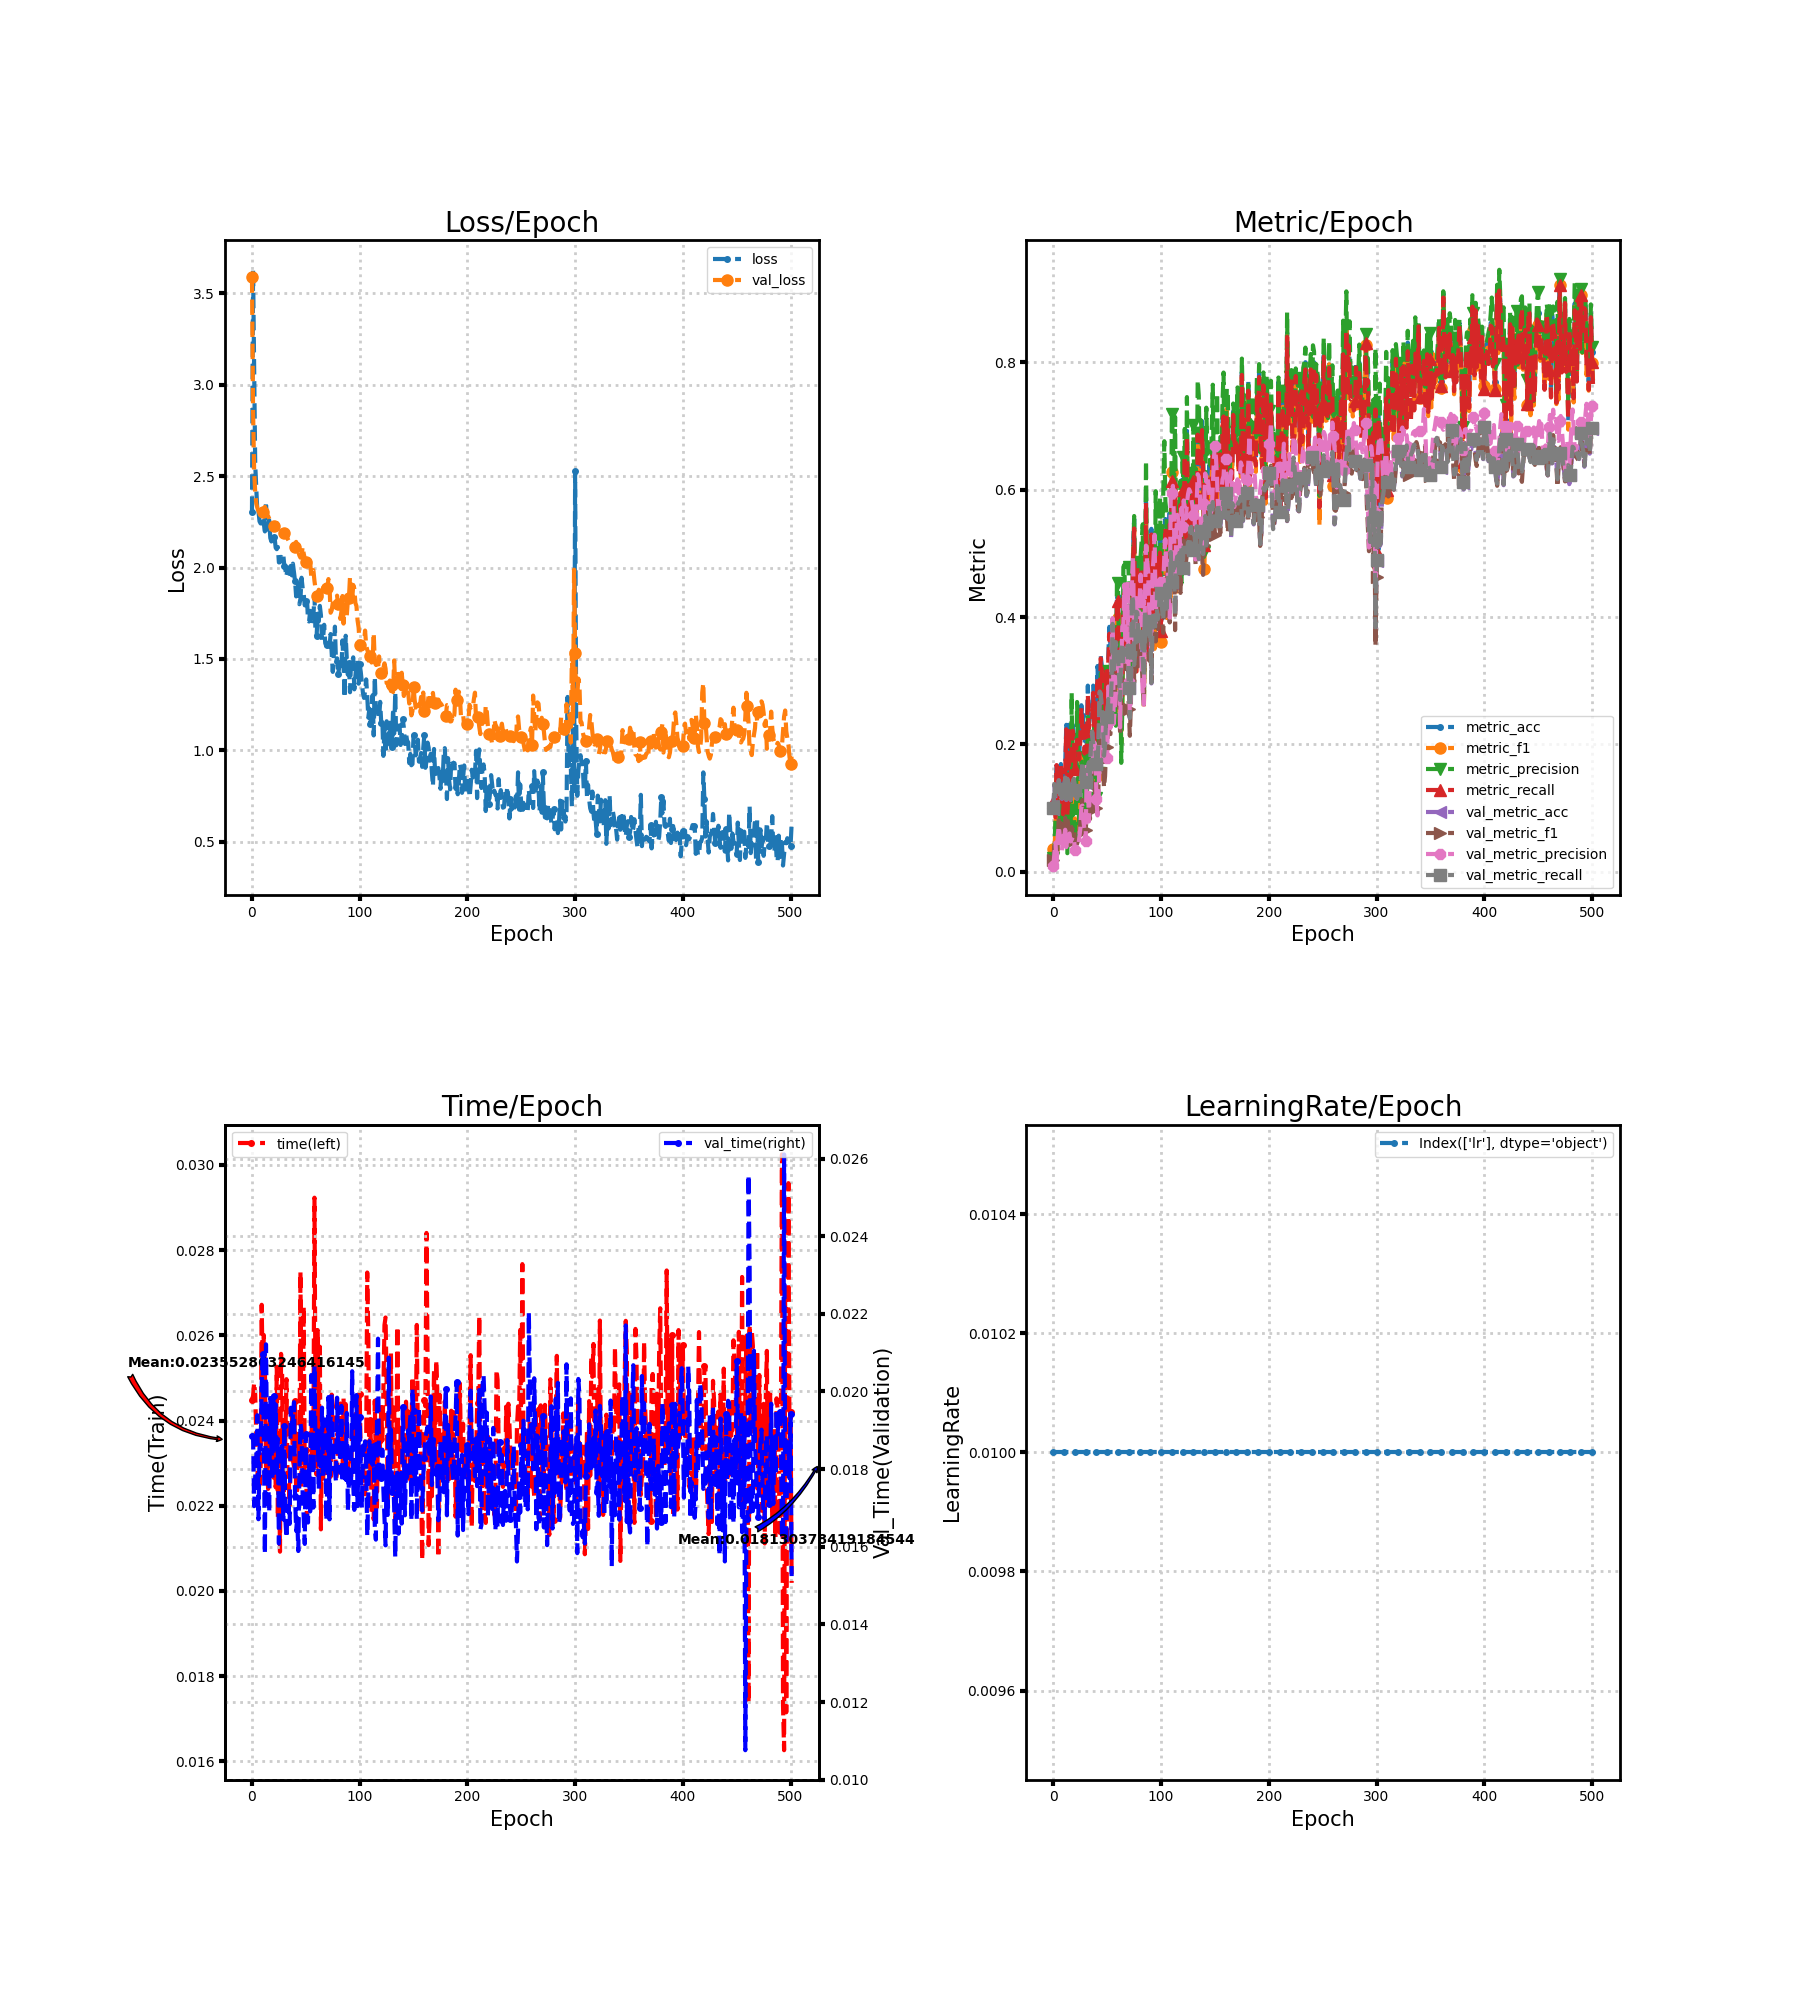 Loss/Epoch
3.5
3.0
2.5
2.0
1.5
1.0
0.5
Loss
loss
val_loss
0 100 200 300 400 500
Epoch
Metric/Epoch
0.8
0.6
0.4
0.2
0.0
Metric
metric_acc
metric_f1
metric_precision
metric_recall
val_metric_acc
val_metric_f1
val_metric_precision
val_metric_recall
0 100 200 300 400 500
Epoch
Time/Epoch
time(left)
val_time(right)
0.030
0.028
0.026
0.024
0.022
0.020
0.018
0.016
Time(Train)
0.026
0.024
0.022
0.020
0.018
0.016
0.014
0.012
0.010
Val_Time(Validation)
0 100 200 300 400 500
Epoch
LearningRate/Epoch
Index(['lr'], dtype='object')
0.0104
0.0102
0.0100
0.0098
0.0096
LearningRate
0 100 200 300 400 500
Epoch